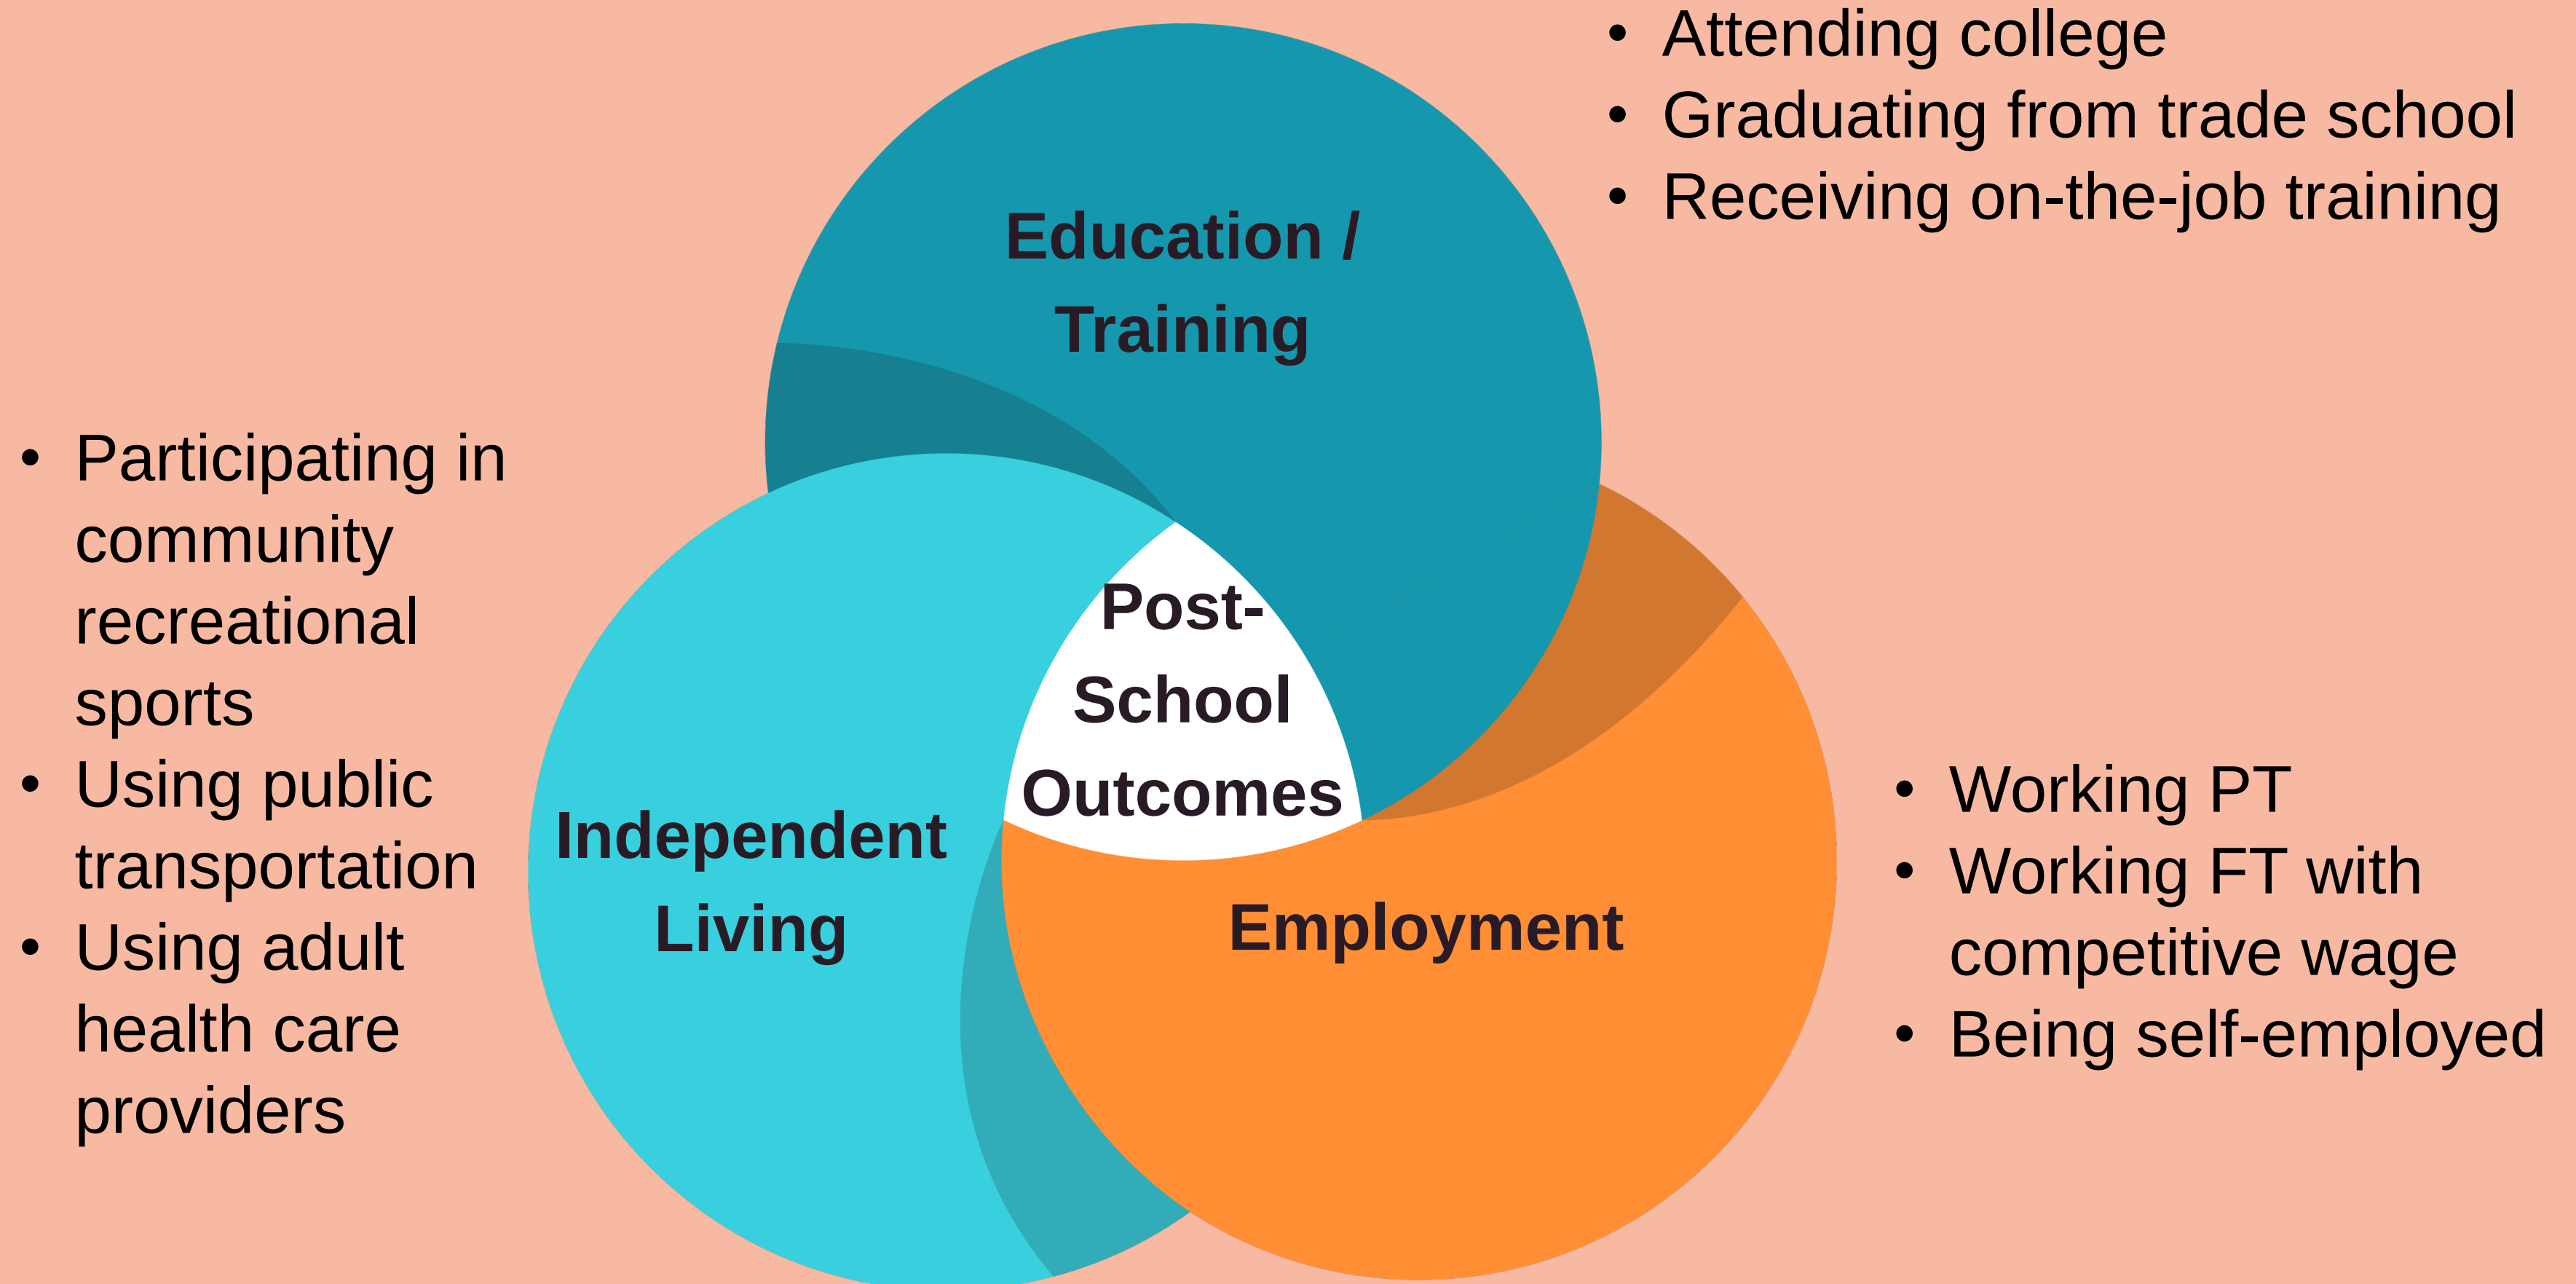 • Attending college
• Graduating from trade school
• Receiving on-the-job training
Education /
Training
• Participating in
community
recreational
sports
• Using public
transportation
• Using adult
health care
providers
Independent
Living
Post-
School
Outcomes
Employment
• Working PT
• Working FT with
competitive wage
• Being self-employed